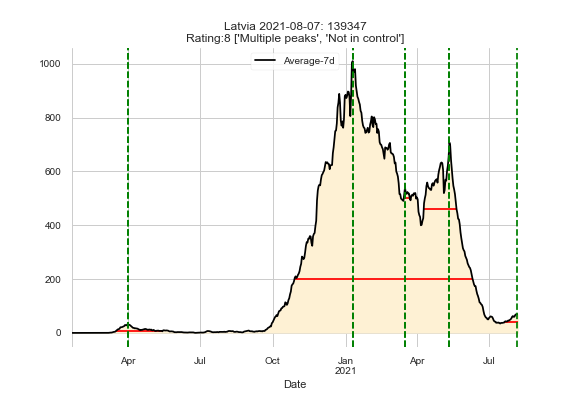 Latvia 2021-08-07: 139347
Rating:8 ['Multiple peaks', 'Not in control']
Average-7d
1000
800
600
400
200
0
Apr
Jul
Oct
Jan
2021
Apr
Jul
Date